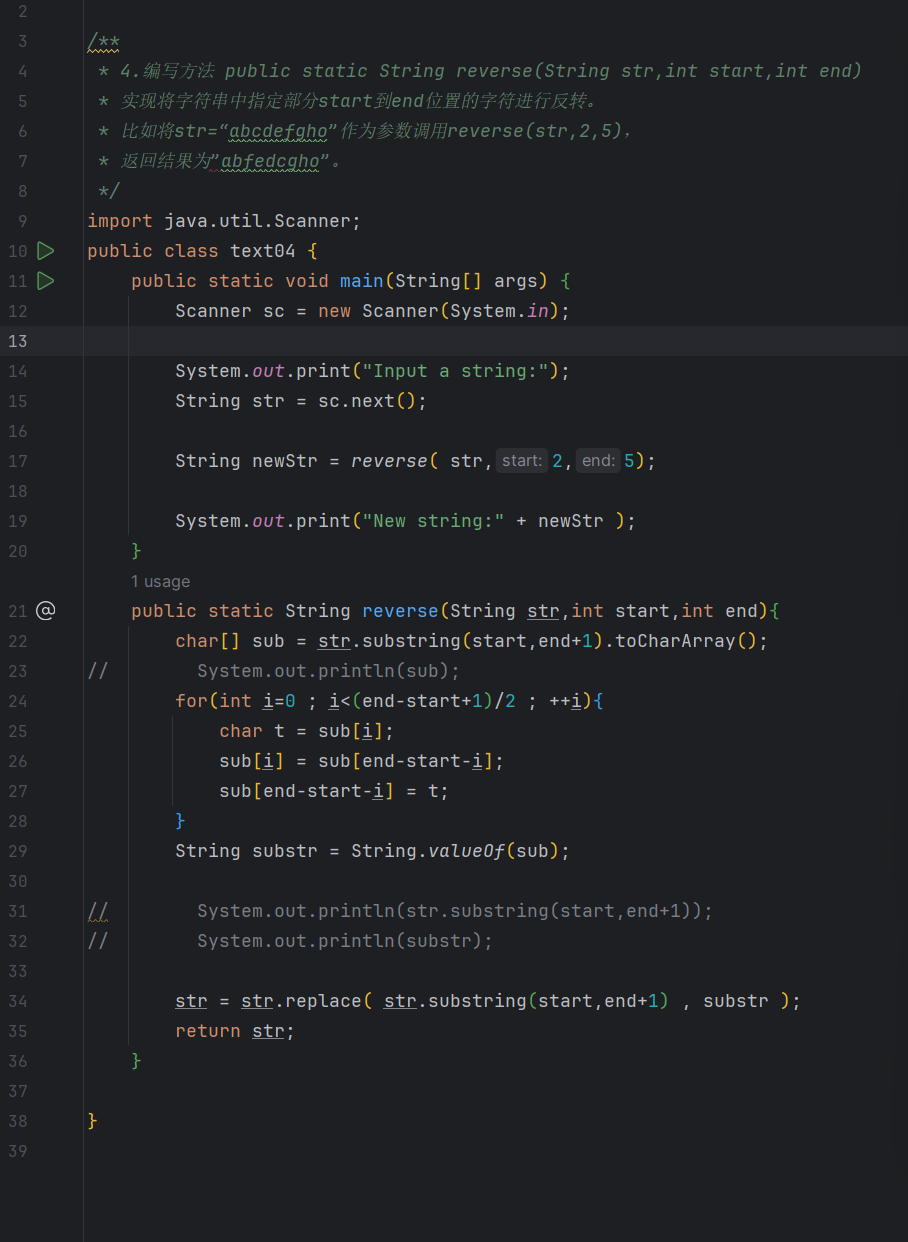 2
3 /**
4  * 4.编写方法 public static String reverse(String str,int start,int end)
5  * 实现将字符串中指定部分start到end位置的字符进行反转。
6  * 比如将str=“abcdefgho”作为参数调用reverse(str,2,5),
7  * 返回结果为”abfedcgho”。
8  */
9 import java.util.Scanner;
10 public class text04 {
11     public static void main(String[] args) {
12         Scanner sc = new Scanner(System.in);
13
14         System.out.print("Input a string:");
15         String str = sc.next();
16
17         String newStr = reverse( str, start: 2, end: 5);
18
19         System.out.print("New string:" + newStr );
20     }
1 usage
21 @   public static String reverse(String str,int start,int end){
22         char[] sub = str.substring(start,end+1).toCharArray();
23 //        System.out.println(sub);
24         for(int i=0 ; i<(end-start+1)/2 ; ++i){
25             char t = sub[i];
26             sub[i] = sub[end-start-i];
27             sub[end-start-i] = t;
28         }
29         String substr = String.valueOf(sub);
30
31 //        System.out.println(str.substring(start,end+1));
32 //        System.out.println(substr);
33
34         str = str.replace( str.substring(start,end+1) , substr );
35         return str;
36     }
37
38 }
39